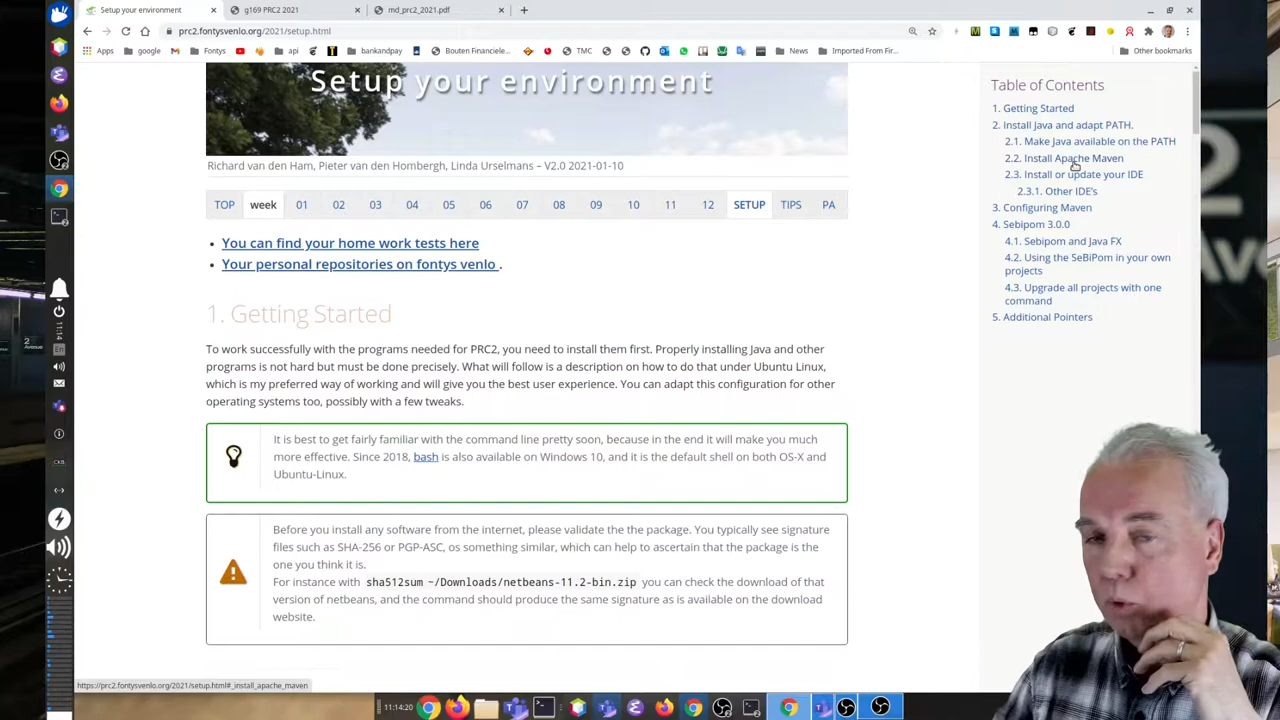 Setup your environment
g169 PRC2 2021
md_prc2_2021.pdf
prc2.fontysvenlo.org/2021/setup.html
Apps
google
Fontys
api
bankandpay
Bouten Financiele...
TMC
News
Imported From Fir...
Other bookmarks
Setup your environment
Richard van den Ham, Pieter van den Hombergh, Linda Urselmans – V2.0 2021-01-10
TOP week 01 02 03 04 05 06 07 08 09 10 11 12 SETUP TIPS PA
• You can find your home work tests here
• Your personal repositories on fontys venlo .
1. Getting Started
To work successfully with the programs needed for PRC2, you need to install them first. Properly installing Java and other
programs is not hard but must be done precisely. What will follow is a description on how to do that under Ubuntu Linux,
which is my preferred way of working and will give you the best user experience. You can adapt this configuration for other
operating systems too, possibly with a few tweaks.
It is best to get fairly familiar with the command line pretty soon, because in the end it will make you much
more effective. Since 2018, bash is also available on Windows 10, and it is the default shell on both OS-X and
Ubuntu-Linux.
Before you install any software from the internet, please validate the the package. You typically see signature
files such as SHA-256 or PGP-ASC, os something similar, which can help to ascertain that the package is the
one you think it is.
For instance with sha512sum ~/Downloads/netbeans-11.2-bin.zip you can check the download of that
version of netbeans, and the command should produce the same signature as is available on the download
website.
Table of Contents
1. Getting Started
2. Install Java and adapt PATH.
2.1. Make Java available on the PATH
2.2. Install Apache Maven
2.3. Install or update your IDE
2.3.1. Other IDE's
3. Configuring Maven
4. Sebipom 3.0.0
4.1. Sebipom and Java FX
4.2. Using the SeBiPom in your own
projects
4.3. Upgrade all projects with one
command
5. Additional Pointers
https://prc2.fontysvenlo.org/2021/setup.html#_install_apache_maven
11:14:20
11:14
En